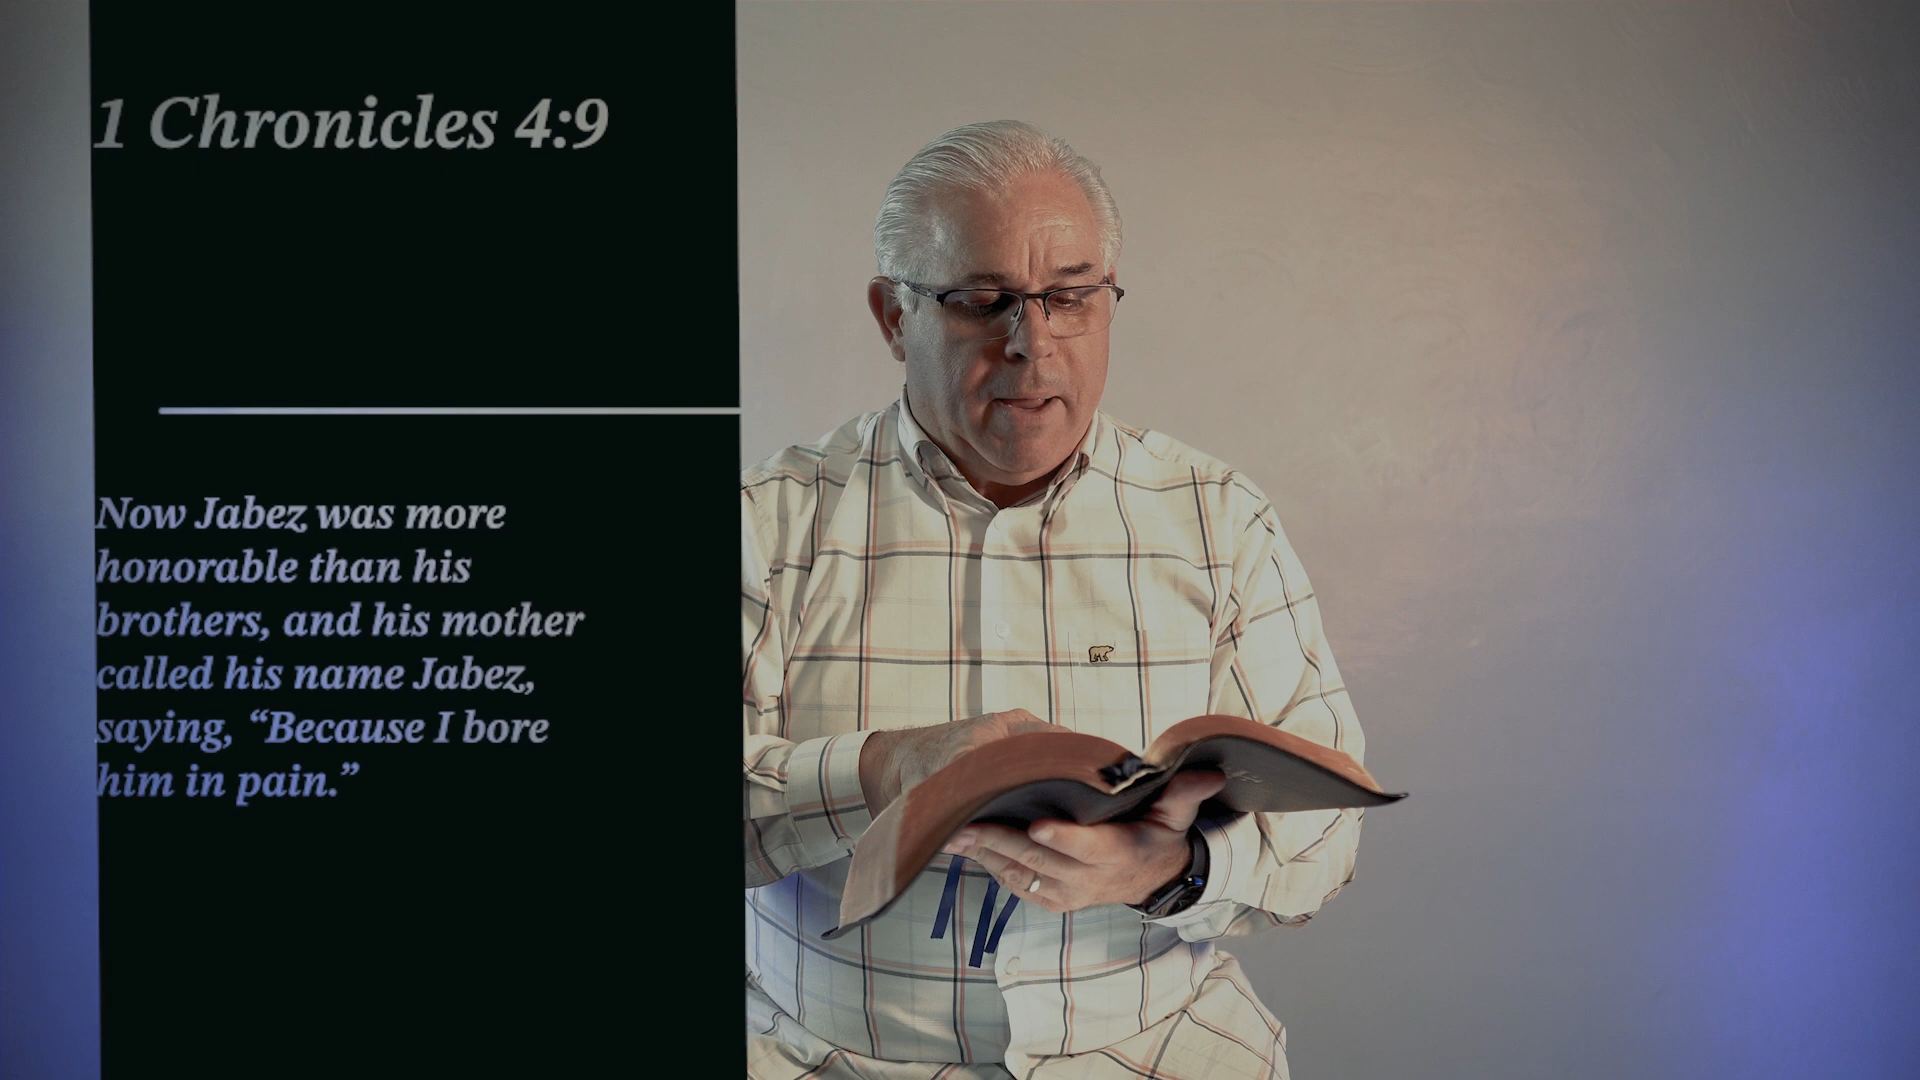 1 Chronicles 4:9
Now Jabez was more
honorable than his
brothers, and his mother
called his name Jabez,
saying, “Because I bore
him in pain.”